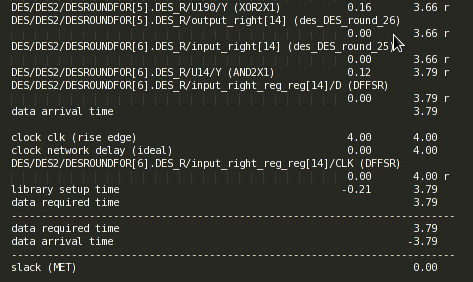 DES/DES2/DESROUNDFOR[5].DES_R/U190/Y (XOR2X1) 0.16 3.66 r
DES/DES2/DESROUNDFOR[5].DES_R/output_right[14] (des_DES_round_26)
0.00 3.66 r
DES/DES2/DESROUNDFOR[6].DES_R/input_right[14] (des_DES_round_25)
0.00 3.66 r
DES/DES2/DESROUNDFOR[6].DES_R/U14/Y (AND2X1) 0.12 3.79 r
DES/DES2/DESROUNDFOR[6].DES_R/input_right_reg_reg[14]/D (DFFSR)
0.00 3.79 r
data arrival time 3.79
clock clk (rise edge) 4.00 4.00
clock network delay (ideal) 0.00 4.00
DES/DES2/DESROUNDFOR[6].DES_R/input_right_reg_reg[14]/CLK (DFFSR)
0.00 4.00 r
library setup time -0.21 3.79
data required time 3.79
--------------------------------------------------------------------------
data required time 3.79
data arrival time -3.79
--------------------------------------------------------------------------
slack (MET) 0.00